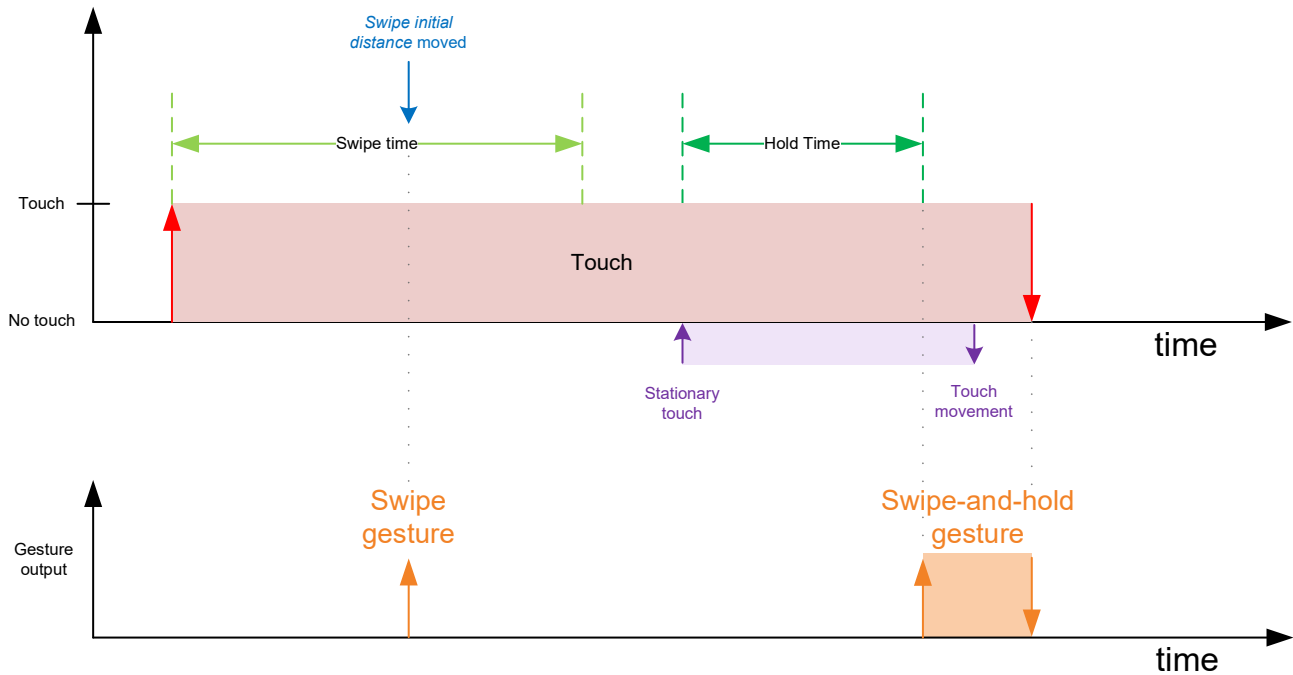 Swipe initial
distance moved
Swipe time
Hold Time
Touch
Touch
No touch
time
Stationary
touch
Touch
movement
Swipe
gesture
Swipe-and-hold
gesture
Gesture
output
time